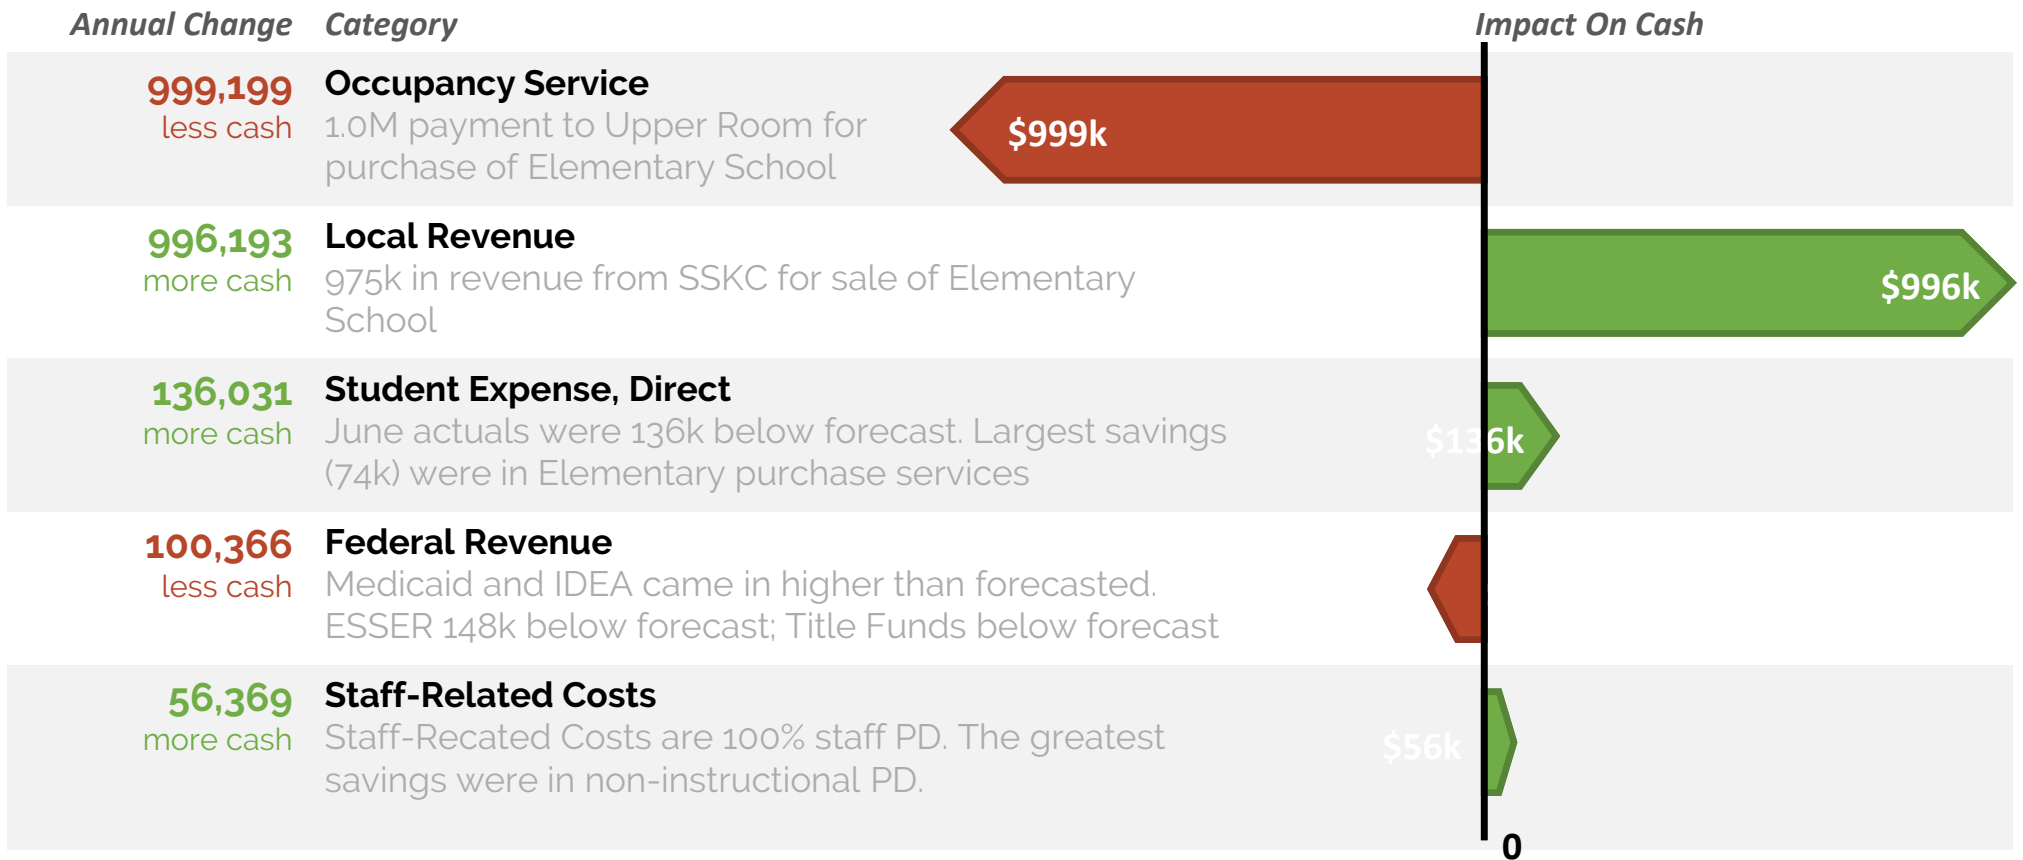 Annual Change Category Impact On Cash
999,199 Occupancy Service
less cash 1.0M payment to Upper Room for
purchase of Elementary School
$999k
996,193 Local Revenue
more cash 975k in revenue from SSKC for sale of Elementary
School
$996k
136,031 Student Expense, Direct
more cash June actuals were 136k below forecast. Largest savings
(74k) were in Elementary purchase services
$136k
100,366 Federal Revenue
less cash Medicaid and IDEA came in higher than forecasted.
ESSER 148k below forecast; Title Funds below forecast
56,369 Staff-Related Costs
more cash Staff-Recated Costs are 100% staff PD. The greatest
savings were in non-instructional PD.
$56k
0